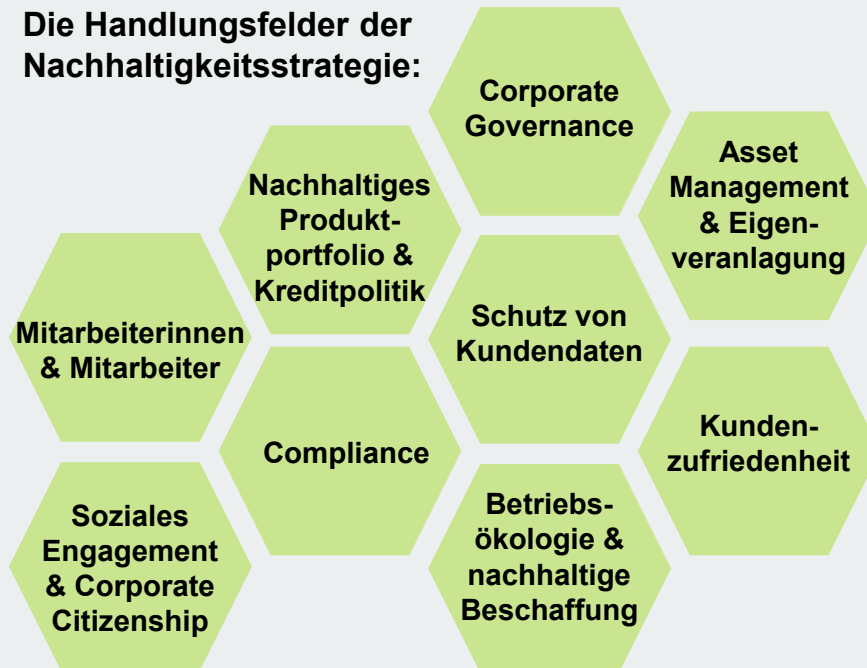 Die Handlungsfelder der
Nachhaltigkeitsstrategie:
Corporate
Governance
Asset
Management
& Eigen-
veranlagung
Nachhaltiges
Produkt-
portfolio &
Kreditpolitik
Schutz von
Kundendaten
Mitarbeiterinnen
& Mitarbeiter
Compliance
Kunden-
zufriedenheit
Soziales
Engagement
& Corporate
Citizenship
Betriebs-
ökologie &
nachhaltige
Beschaffung